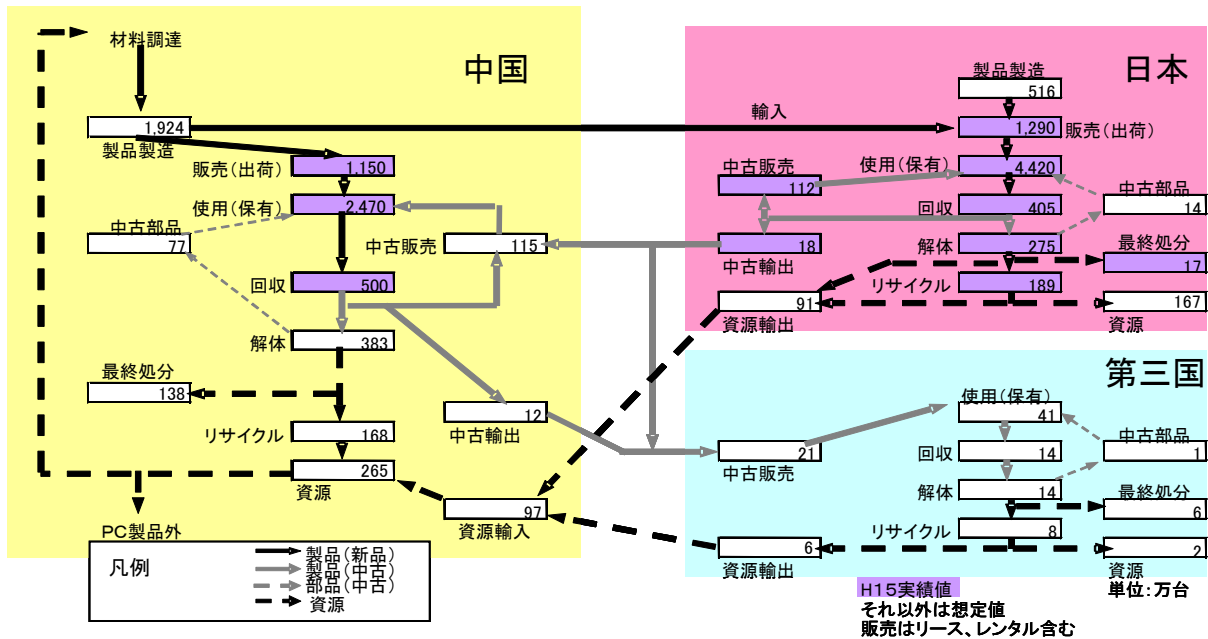 中国
材料調達
1,924
製品製造
販売(出荷)
1,150
使用(保有)
2,470
中古部品
77
中古販売
115
回収
500
解体
383
最終処分
138
中古輸出
12
リサイクル
168
265
資源
97
資源輸入
PC製品外
凡例
製品(新品)
製品(中古)
部品(中古)
資源
輸入
日本
製品製造
516
1,290
販売(出荷)
中古販売
112
使用(保有)
4,420
中古部品
14
回収
405
18
中古輸出
解体
275
最終処分
17
リサイクル
189
91
資源輸出
167
資源
第三国
使用(保有)
41
中古部品
1
回収
14
21
中古販売
解体
14
最終処分
6
リサイクル
8
6
資源輸出
2
資源
H15実績値
単位:万台
それ以外は想定値
販売はリース、レンタル含む